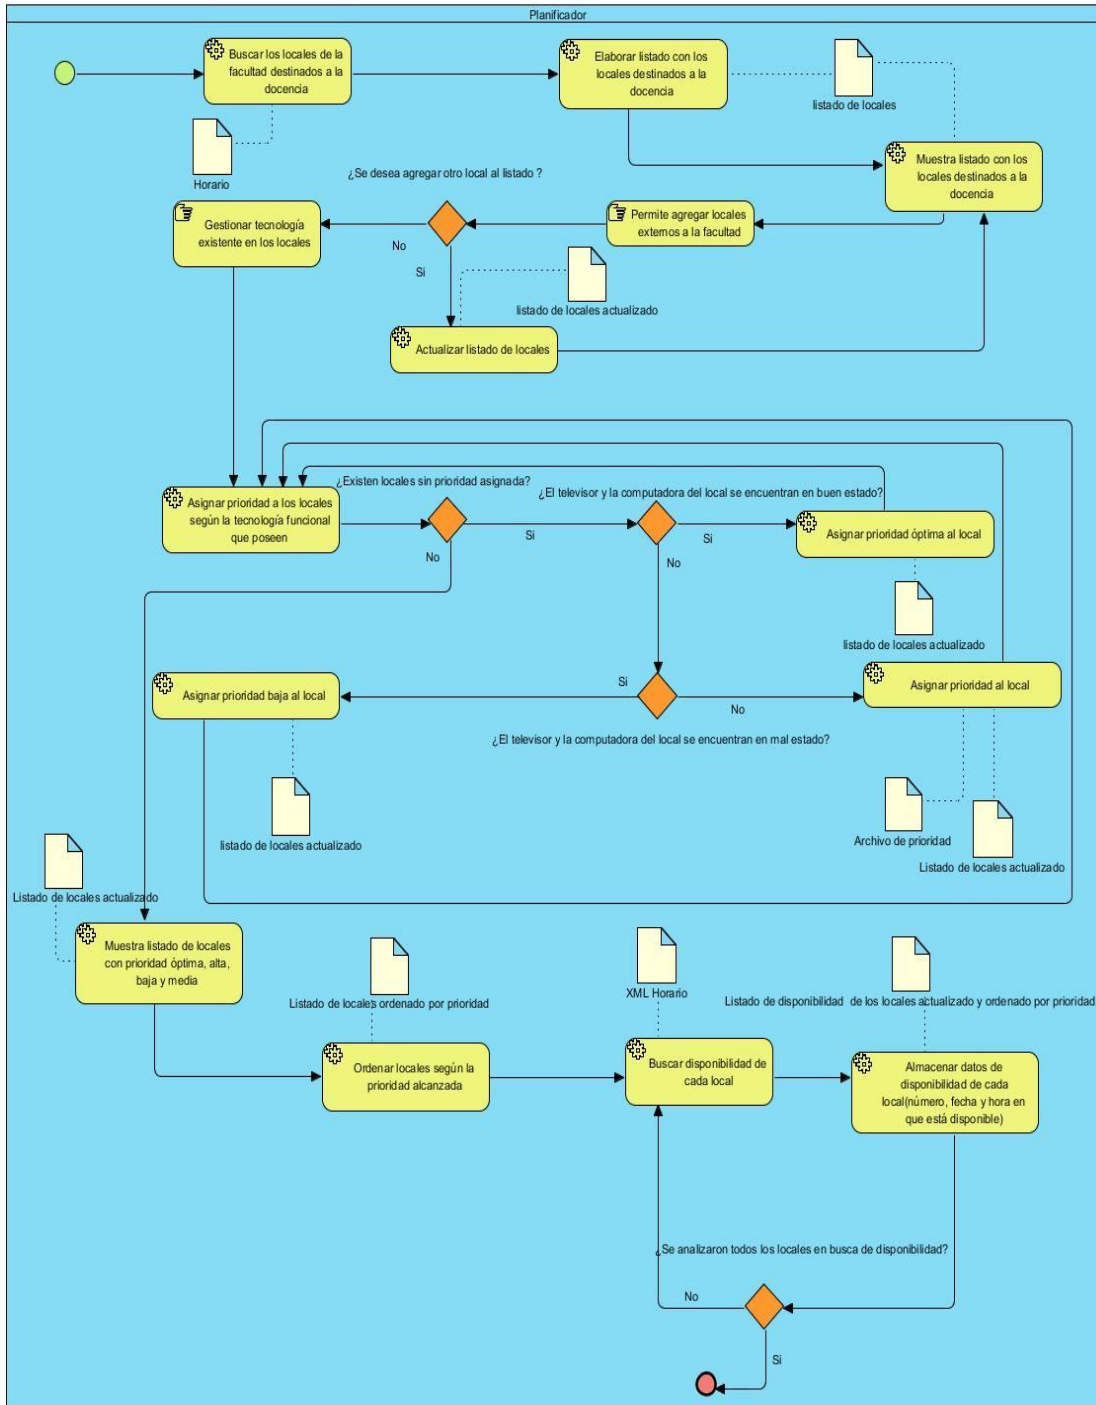 Planificador
Buscar los locales de la
facultad destinados a la
docencia
Elaborar listado con los
locales destinados a la
docencia
listado de locales
Horario
Muestra listado con los
locales destinados a la
docencia
¿Se desea agregar otro local al listado ?
Gestionar tecnología
existente en los locales
Permite agregar locales
externos a la facultad
No
Si
listado de locales actualizado
Actualizar listado de locales
¿Existen locales sin prioridad asignada?
¿El televisor y la computadora del local se encuentran en buen estado?
Asignar prioridad a los locales
según la tecnología funcional
que poseen
Si
Si
Asignar prioridad óptima al local
No
No
listado de locales actualizado
Asignar prioridad baja al local
Si
No
Asignar prioridad al local
¿El televisor y la computadora del local se encuentran en mal estado?
listado de locales actualizado
Archivo de prioridad
Listado de locales actualizado
Listado de locales actualizado
Muestra listado de locales
con prioridad óptima, alta,
baja y media
Listado de locales ordenado por prioridad
XML Horario
Listado de disponibilidad de los locales actualizado y ordenado por prioridad
Ordenar locales según la
prioridad alcanzada
Buscar disponibilidad de
cada local
Almacenar datos de
disponibilidad de cada
local(número, fecha y hora en
que está disponible)
¿Se analizaron todos los locales en busca de disponibilidad?
No
Si